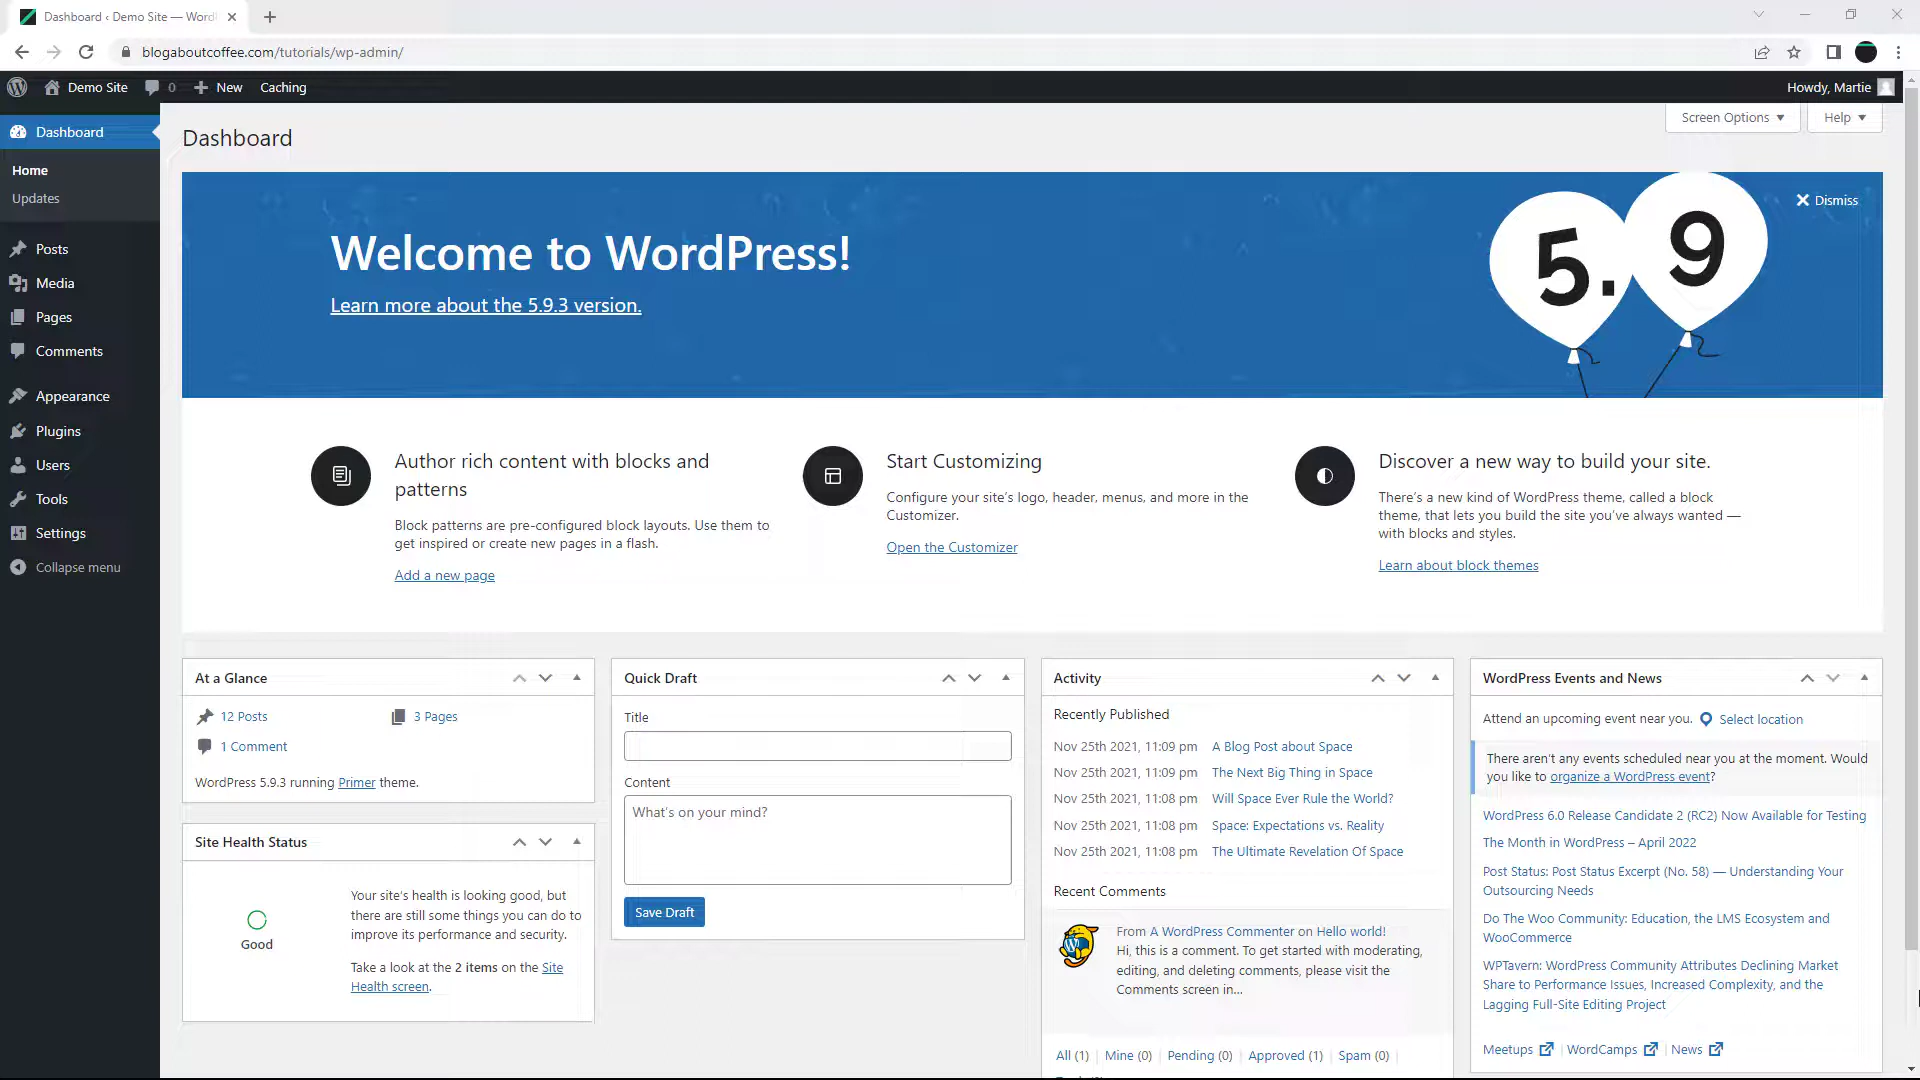 Dashboard ‹ Demo Site — Word
blogaboutcoffee.com/tutorials/wp-admin/
Demo Site
0
New
Caching
Howdy, Martie
Dashboard
Home
Updates
Posts
Media
Pages
Comments
Appearance
Plugins
Users
Tools
Settings
Collapse menu
Dashboard
Screen Options
Help
Welcome to WordPress!
Learn more about the 5.9.3 version.
5.9
Dismiss
Author rich content with blocks and
patterns
Block patterns are pre-configured block layouts. Use them to
get inspired or create new pages in a flash.
Add a new page
Start Customizing
Configure your site's logo, header, menus, and more in the
Customizer.
Open the Customizer
Discover a new way to build your site.
There's a new kind of WordPress theme, called a block
theme, that lets you build the site you've always wanted —
with blocks and styles.
Learn about block themes
At a Glance
12 Posts
3 Pages
1 Comment
WordPress 5.9.3 running Primer theme.
Site Health Status
Good
Your site's health is looking good, but
there are still some things you can do to
improve its performance and security.
Take a look at the 2 items on the Site
Health screen.
Quick Draft
Title
Content
What's on your mind?
Save Draft
Activity
Recently Published
Nov 25th 2021, 11:09 pm A Blog Post about Space
Nov 25th 2021, 11:09 pm The Next Big Thing in Space
Nov 25th 2021, 11:08 pm Will Space Ever Rule the World?
Nov 25th 2021, 11:08 pm Space: Expectations vs. Reality
Nov 25th 2021, 11:08 pm The Ultimate Revelation Of Space
Recent Comments
From A WordPress Commenter on Hello world!
Hi, this is a comment. To get started with moderating,
editing, and deleting comments, please visit the
Comments screen in...
All (1) | Mine (0) | Pending (0) | Approved (1) | Spam (0) |
WordPress Events and News
Attend an upcoming event near you. Select location
There aren't any events scheduled near you at the moment. Would
you like to organize a WordPress event?
WordPress 6.0 Release Candidate 2 (RC2) Now Available for Testing
The Month in WordPress – April 2022
Post Status: Post Status Excerpt (No. 58) — Understanding Your
Outsourcing Needs
Do The Woo Community: Education, the LMS Ecosystem and
WooCommerce
WPTavern: WordPress Community Attributes Declining Market
Share to Performance Issues, Increased Complexity, and the
Lagging Full-Site Editing Project
Meetups | WordCamps | News